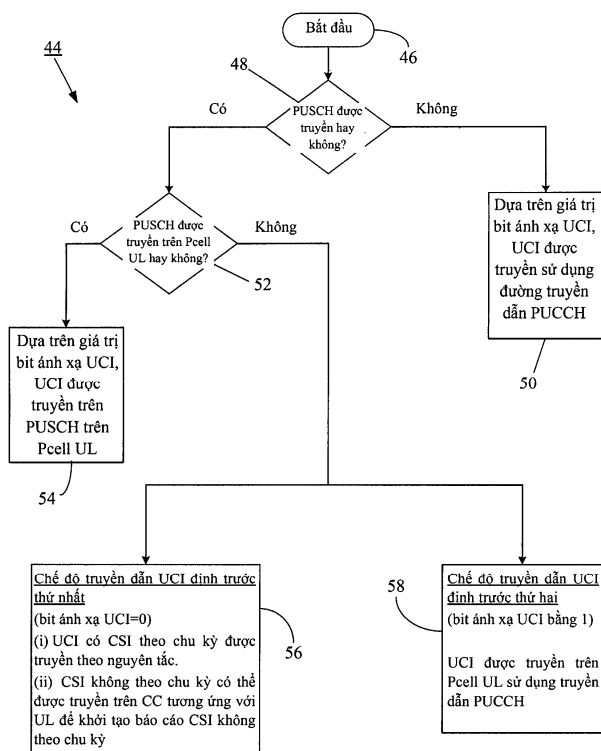 44
Bắt đầu
46
48
PUSCH được
truyền hay
không?
Có
Không
Có
PUSCH được
truyền trên Pcell
UL hay không?
Không
52
Dựa trên giá trị
bit ánh xạ UCI,
UCI được
truyền sử dụng
đường truyền
dẫn PUCCH
50
Dựa trên giá trị
bit ánh xạ UCI,
UCI được
truyền trên
PUSCH trên
Pcell UL
54
Chế độ truyền dẫn UCI định trước
thứ nhất
(bit ánh xạ UCI=0)
(i) UCI có CSI theo chu kỳ được
truyền theo nguyên tắc.
(ii) CSI không theo chu kỳ có thể
được truyền trên CC tương ứng với
UL để khởi tạo báo cáo CSI không
theo chu kỳ
56
58
Chế độ truyền dẫn UCI
định trước thứ hai
(bit ánh xạ UCI bằng 1)
UCI được truyền trên
Pcell UL sử dụng truyền
dẫn PUCCH